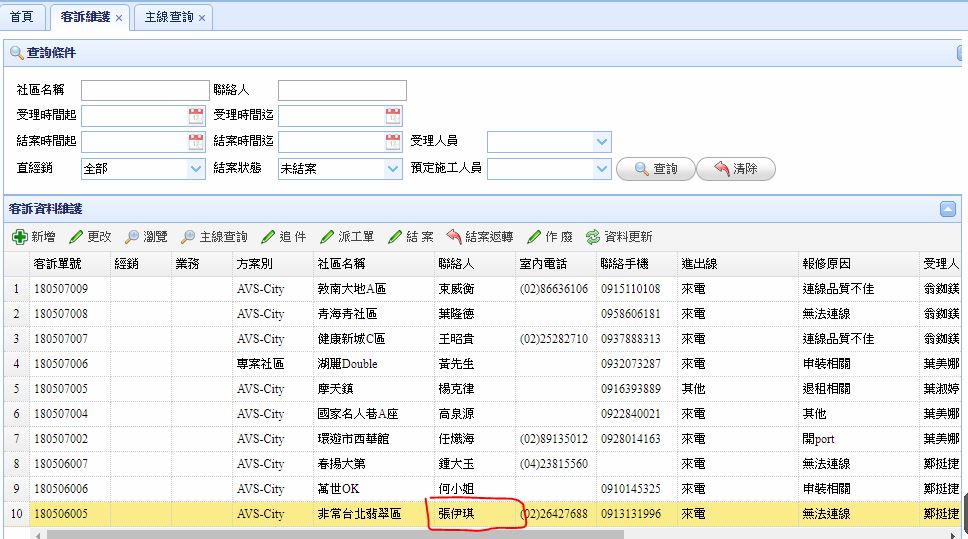 首頁 客訴維護 × 主線查詢 ×
查詢條件
社區名稱 聯絡人
受理時間起 受理時間迄
結案時間起 結案時間迄 受理人員
直經銷 全部 結案狀態 未結案 預定施工人員 查詢 清除
客訴資料維護
新增 更改 瀏覽 主線查詢 追 件 派工單 結 案 結案返轉 作 廢 資料更新
客訴單號 經銷 業務 方案別 社區名稱 聯絡人 室內電話 聯絡手機 進出線 報修原因 受理人
1 180507009 AVS-City 敦南大地A區 束威衡 (02)86636106 0915110108 來電 連線品質不佳 翁鉫鎂
2 180507008 AVS-City 青海青社區 葉隆德 0958606181 來電 無法連線 翁鉫鎂
3 180507007 AVS-City 健康新城C區 王昭貴 (02)25282710 0937888313 來電 連線品質不佳 翁鉫鎂
4 180507006 專案社區 湖麗Double 黃先生 0932073287 來電 申裝相關 葉美娜
5 180507005 AVS-City 摩天鎮 楊克律 0916393889 其他 退租相關 葉淑婷
6 180507004 AVS-City 國家名人巷A座 高泉源 0922840021 來電 其他 葉美娜
7 180507002 AVS-City 環遊市西華館 任熾海 (02)89135012 0928014163 來電 開port 葉美娜
8 180506007 AVS-City 春揚大第 鍾大玉 (04)23815560 來電 無法連線 鄭挺捷
9 180506006 AVS-City 萬世OK 何小姐 0910145325 來電 申裝相關 鄭挺捷
10 180506005 AVS-City 非常台北翡翠區 張伊琪 (02)26427688 0913131996 來電 無法連線 鄭挺捷